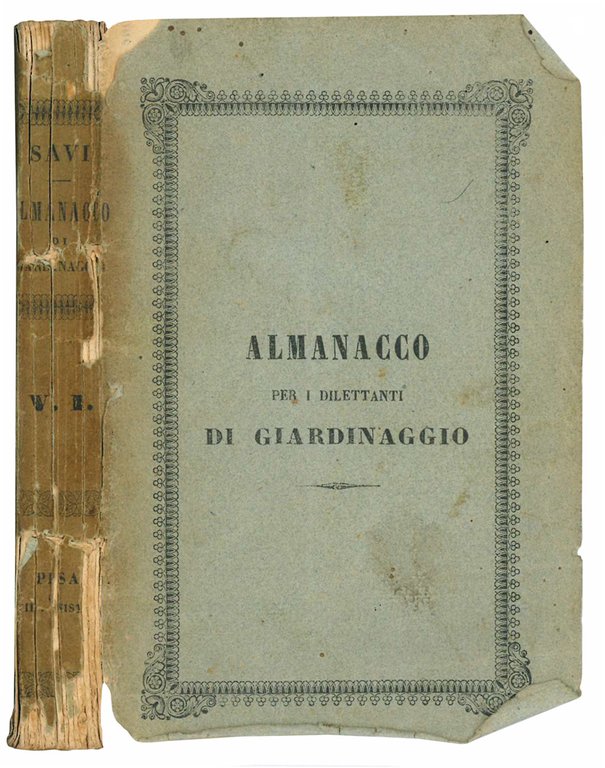 SAVI
ALMANACCO
DI
V. I.
PISA
ALMANACCO
PER I DILETTANTI
DI GIARDINAGGIO